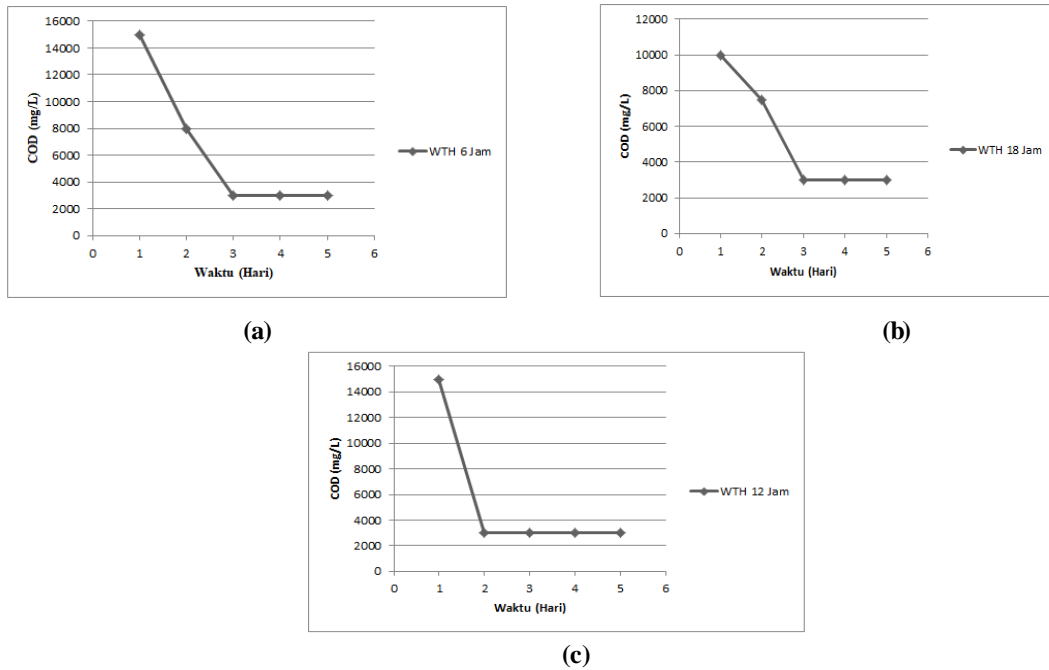 16000
14000
12000
10000
8000
6000
4000
2000
0
COD (mg/L)
0 1 2 3 4 5 6
Waktu (Hari)
WTH 6 Jam
(a)
12000
10000
8000
6000
4000
2000
0
COD (mg/L)
0 1 2 3 4 5 6
Waktu (Hari)
WTH 18 Jam
(b)
16000
14000
12000
10000
8000
6000
4000
2000
0
COD (mg/L)
0 1 2 3 4 5 6
Waktu (Hari)
WTH 12 Jam
(c)